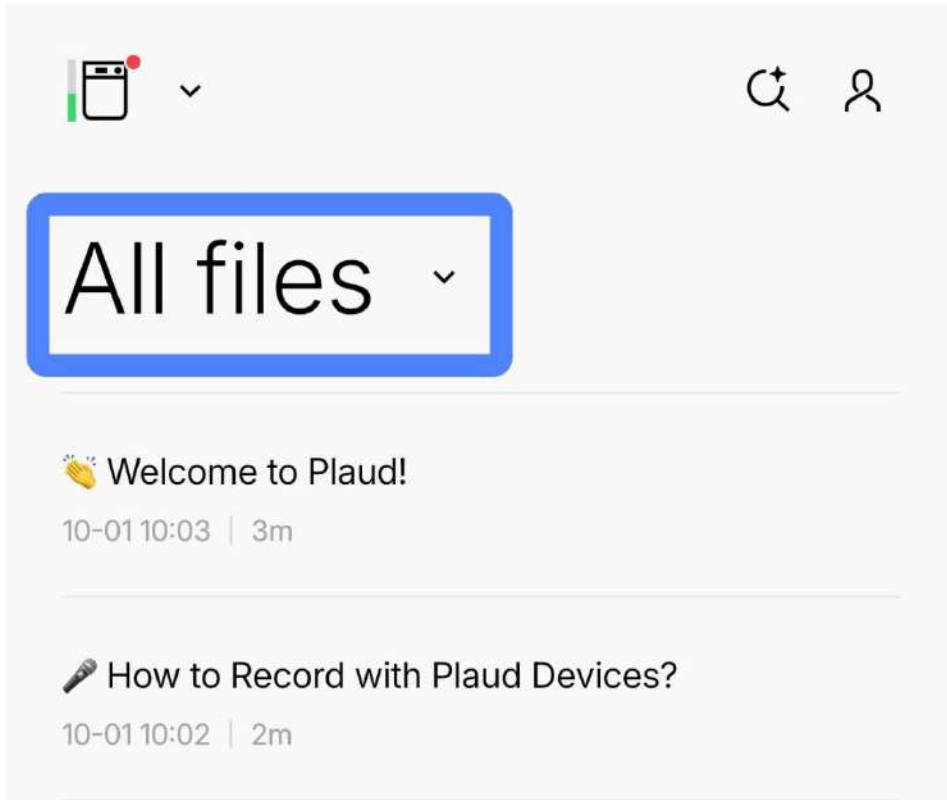 All files
👏 Welcome to Plaud!
10-01 10:03 | 3m
🎤 How to Record with Plaud Devices?
10-01 10:02 | 2m